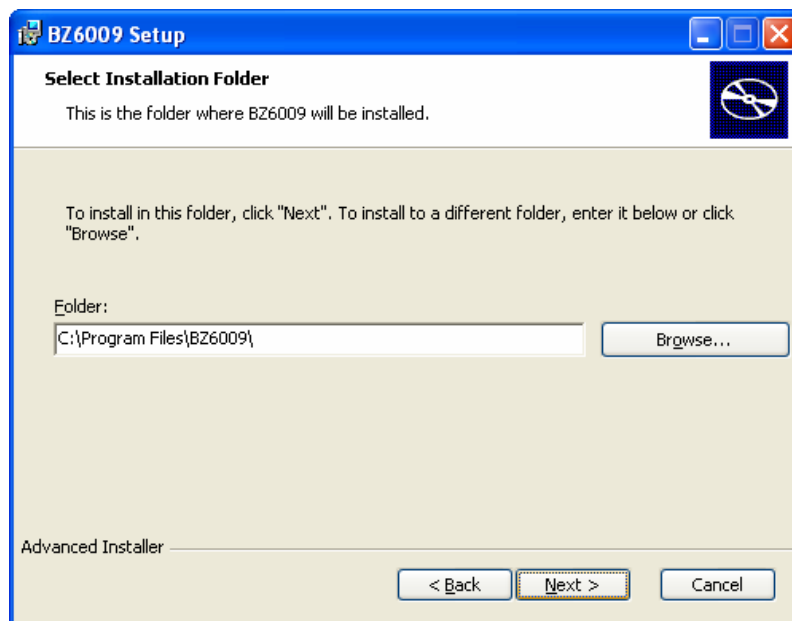 BZ6009 Setup
Select Installation Folder
This is the folder where BZ6009 will be installed.
To install in this folder, click "Next". To install to a different folder, enter it below or click
"Browse".
Folder:
C:\Program Files\BZ6009\
Browse...
Advanced Installer
< Back
Next >
Cancel